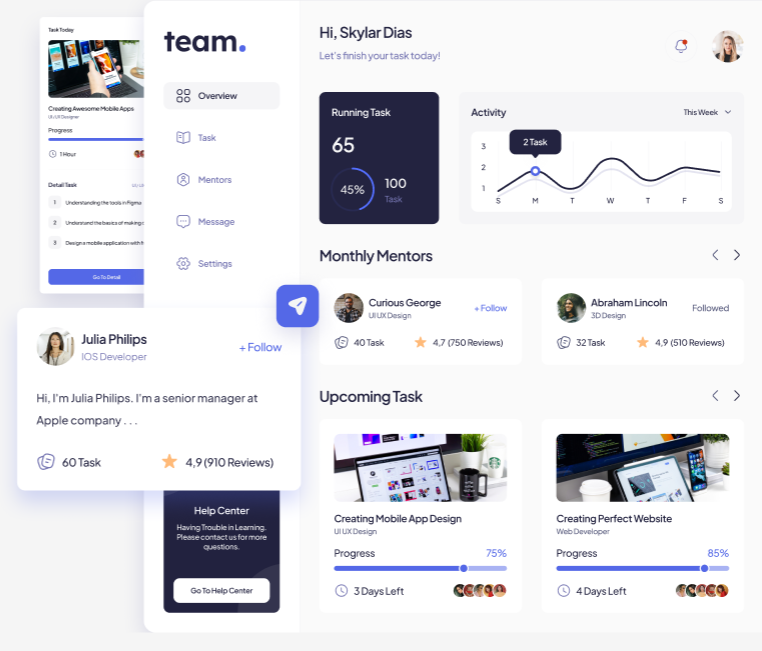 Task Today
Creating Awesome Mobile Apps
UI UX Designer
Progress
1 Hour
Detail Task
1 Understanding the tools in Figma
2 Understand the basics of making
3 Design a mobile application with
Go To Detail
team.
Overview
Task
Mentors
Message
Settings
Julia Philips
IOS Developer
+ Follow
Hi, I'm Julia Philips. I'm a senior manager at
Apple company . . .
60 Task
4,9 (910 Reviews)
Help Center
Having Trouble in Learning.
Please contact us for more
questions.
Go To Help Center
Hi, Skylar Dias
Let's finish your task today!
Running Task
65
45%
100
Task
Activity
This Week
2 Task
3
2
1
S M T W T F S
Monthly Mentors
Curious George
UI UX Design
+ Follow
40 Task
4,7 (750 Reviews)
Abraham Lincoln
3D Design
Followed
32 Task
4,9 (510 Reviews)
Upcoming Task
Creating Mobile App Design
UI UX Design
Progress 75%
3 Days Left
Creating Perfect Website
Web Developer
Progress 85%
4 Days Left